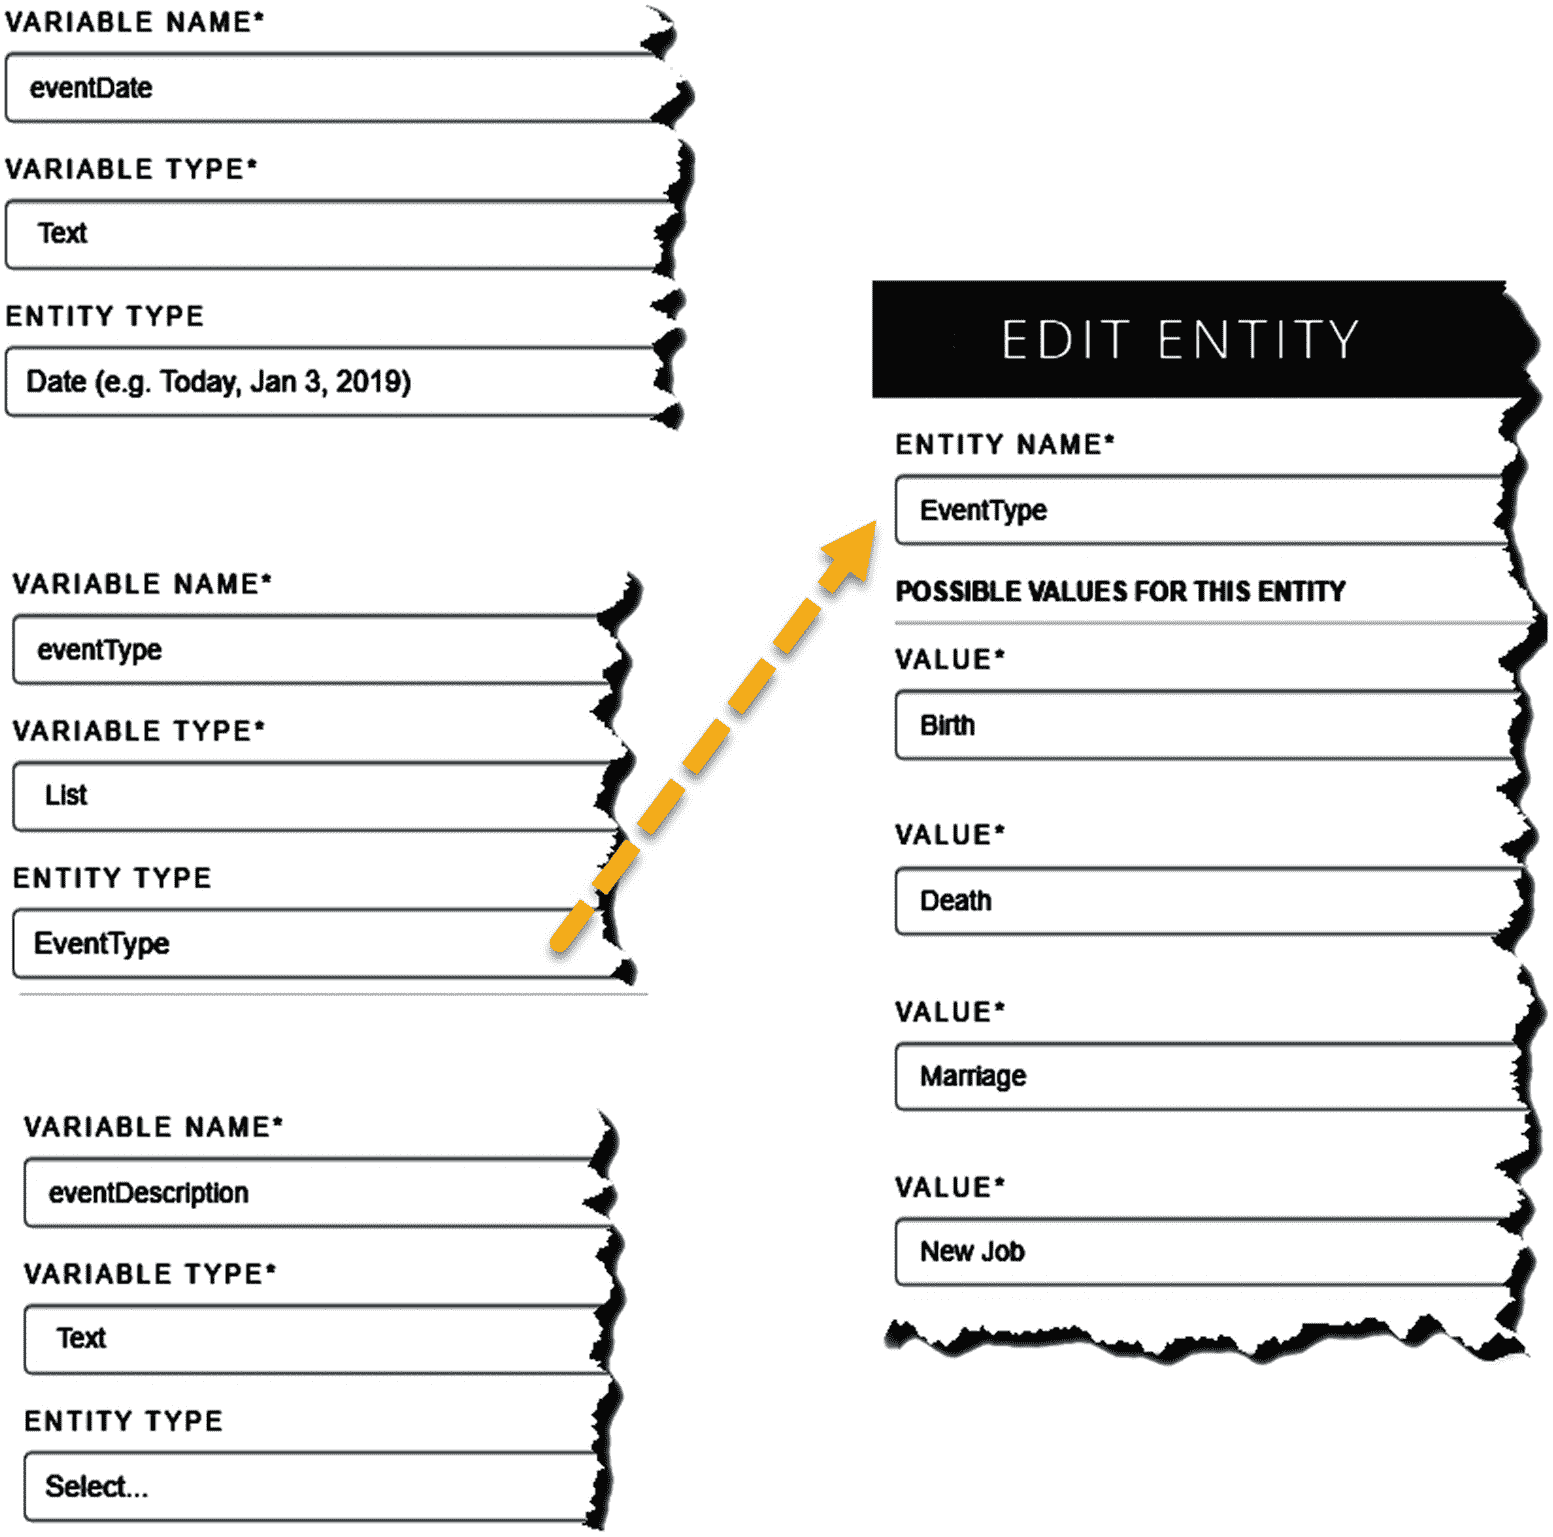 VARIABLE NAME*
eventDate
VARIABLE TYPE*
Text
ENTITY TYPE
Date (e.g. Today, Jan 3, 2019)
VARIABLE NAME*
eventType
VARIABLE TYPE*
List
ENTITY TYPE
EventType
VARIABLE NAME*
eventDescription
VARIABLE TYPE*
Text
ENTITY TYPE
Select...
EDIT ENTITY
ENTITY NAME*
EventType
POSSIBLE VALUES FOR THIS ENTITY
VALUE*
Birth
VALUE*
Death
VALUE*
Marriage
VALUE*
New Job